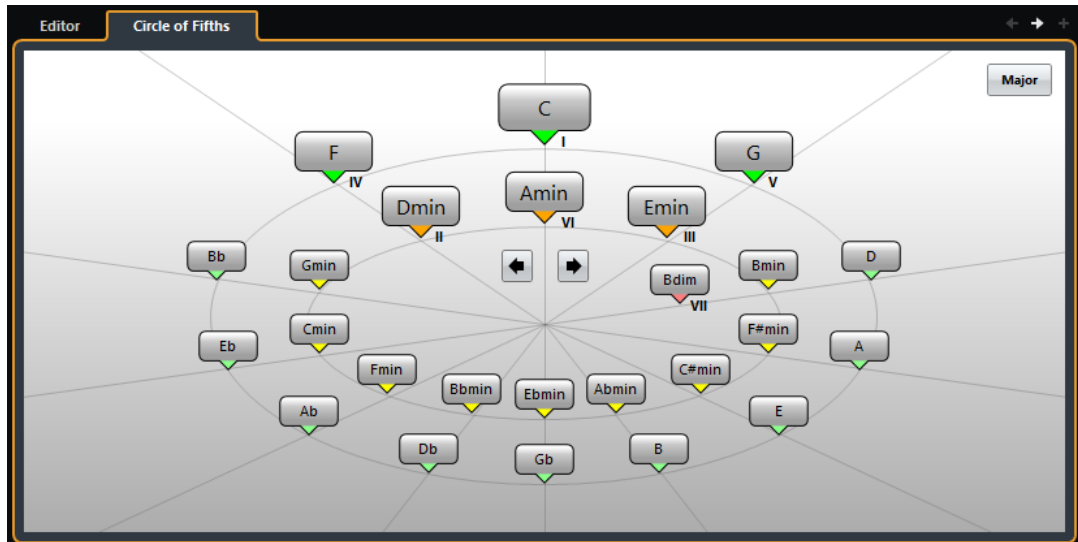 Editor
Circle of Fifths
Major
C
I
F
IV
G
V
Amin
VI
Dmin
II
Emin
III
Bb
Gmin
Bdim
VII
Bmin
D
Eb
Cmin
F#min
A
Fmin
C#min
Bbmin
Ebmin
Abmin
Ab
E
Db
Gb
B